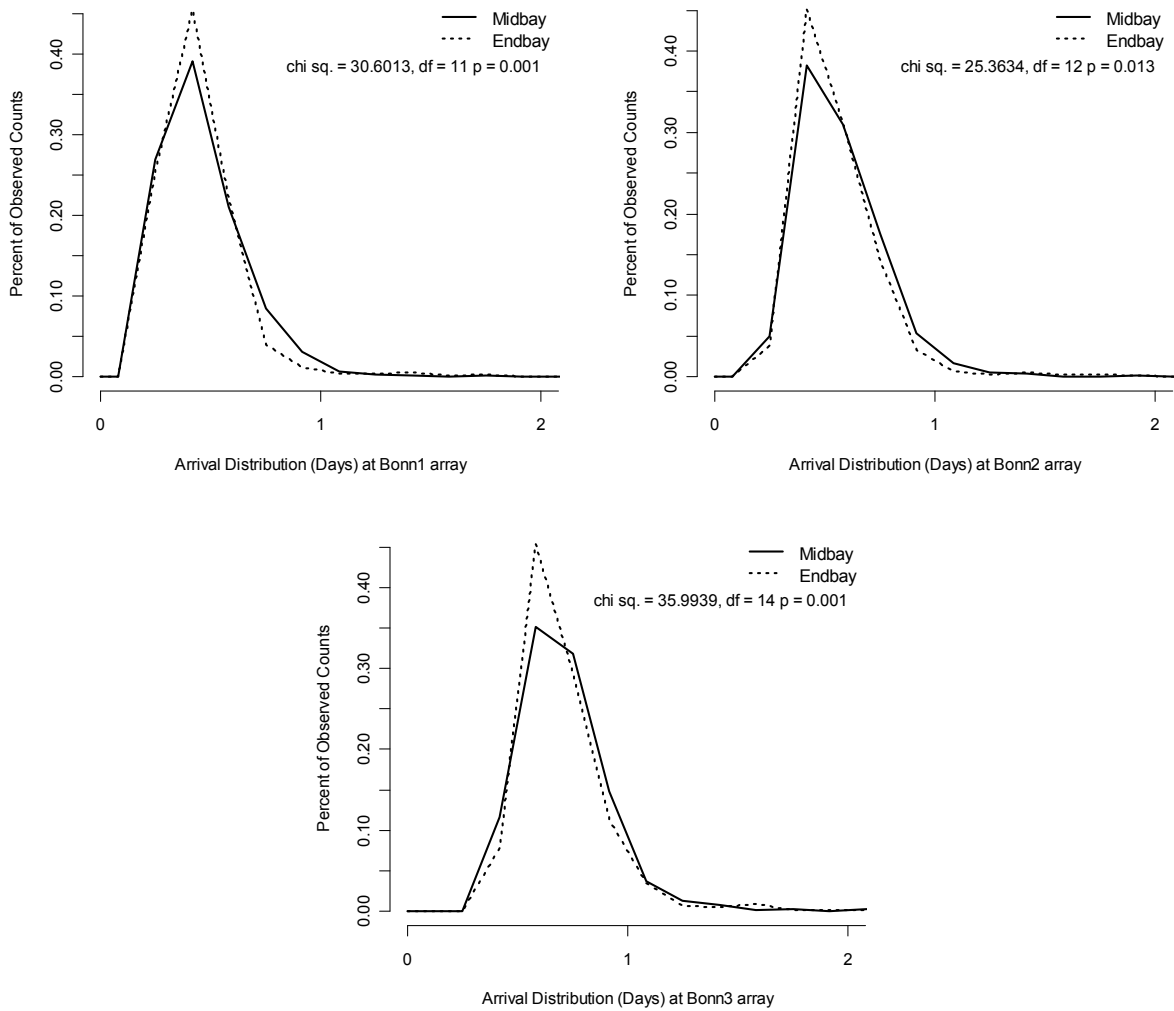 Midbay
Endbay
chi sq. = 30.6013, df = 11 p = 0.001
Percent of Observed Counts
0.00
0.10
0.20
0.30
0.40
0
1
2
Arrival Distribution (Days) at Bonn1 array
Midbay
Endbay
chi sq. = 25.3634, df = 12 p = 0.013
Percent of Observed Counts
0.00
0.10
0.20
0.30
0.40
0
1
2
Arrival Distribution (Days) at Bonn2 array
Midbay
Endbay
chi sq. = 35.9939, df = 14 p = 0.001
Percent of Observed Counts
0.00
0.10
0.20
0.30
0.40
0
1
2
Arrival Distribution (Days) at Bonn3 array